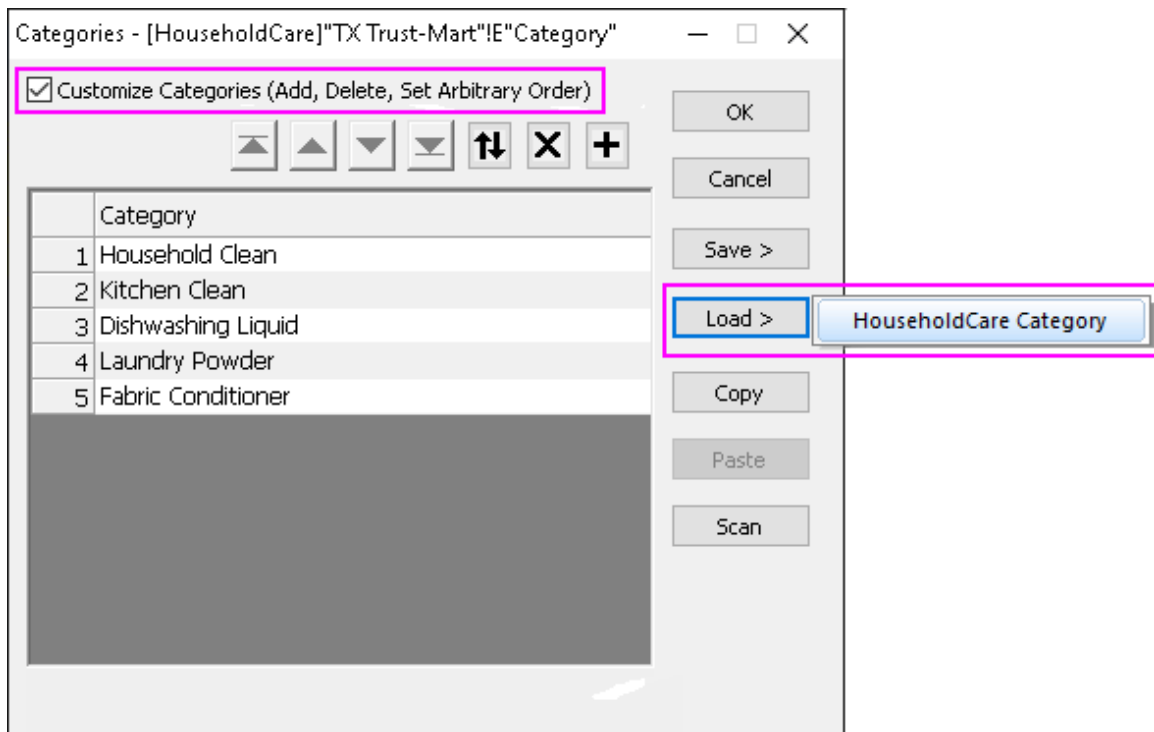 Categories - [HouseholdCare]"TX Trust-Mart"!E"Category"
Customize Categories (Add, Delete, Set Arbitrary Order)
OK
Cancel
Category
1 Household Clean
2 Kitchen Clean
3 Dishwashing Liquid
4 Laundry Powder
5 Fabric Conditioner
Save >
Load >
HouseholdCare Category
Copy
Paste
Scan